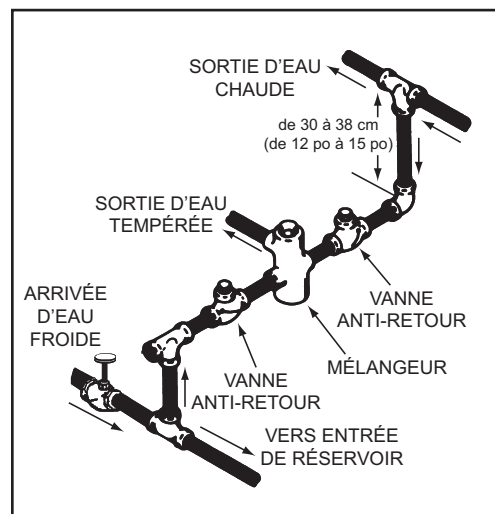 SORTIE D'EAU
CHAUDE
de 30 à 38 cm
(de 12 po à 15 po)
SORTIE D'EAU
TEMPÉRÉE
ARRIVÉE
D'EAU
FROIDE
VANNE
ANTI-RETOUR
MÉLANGEUR
VANNE
ANTI-RETOUR
VERS ENTRÉE
DE RÉSERVOIR